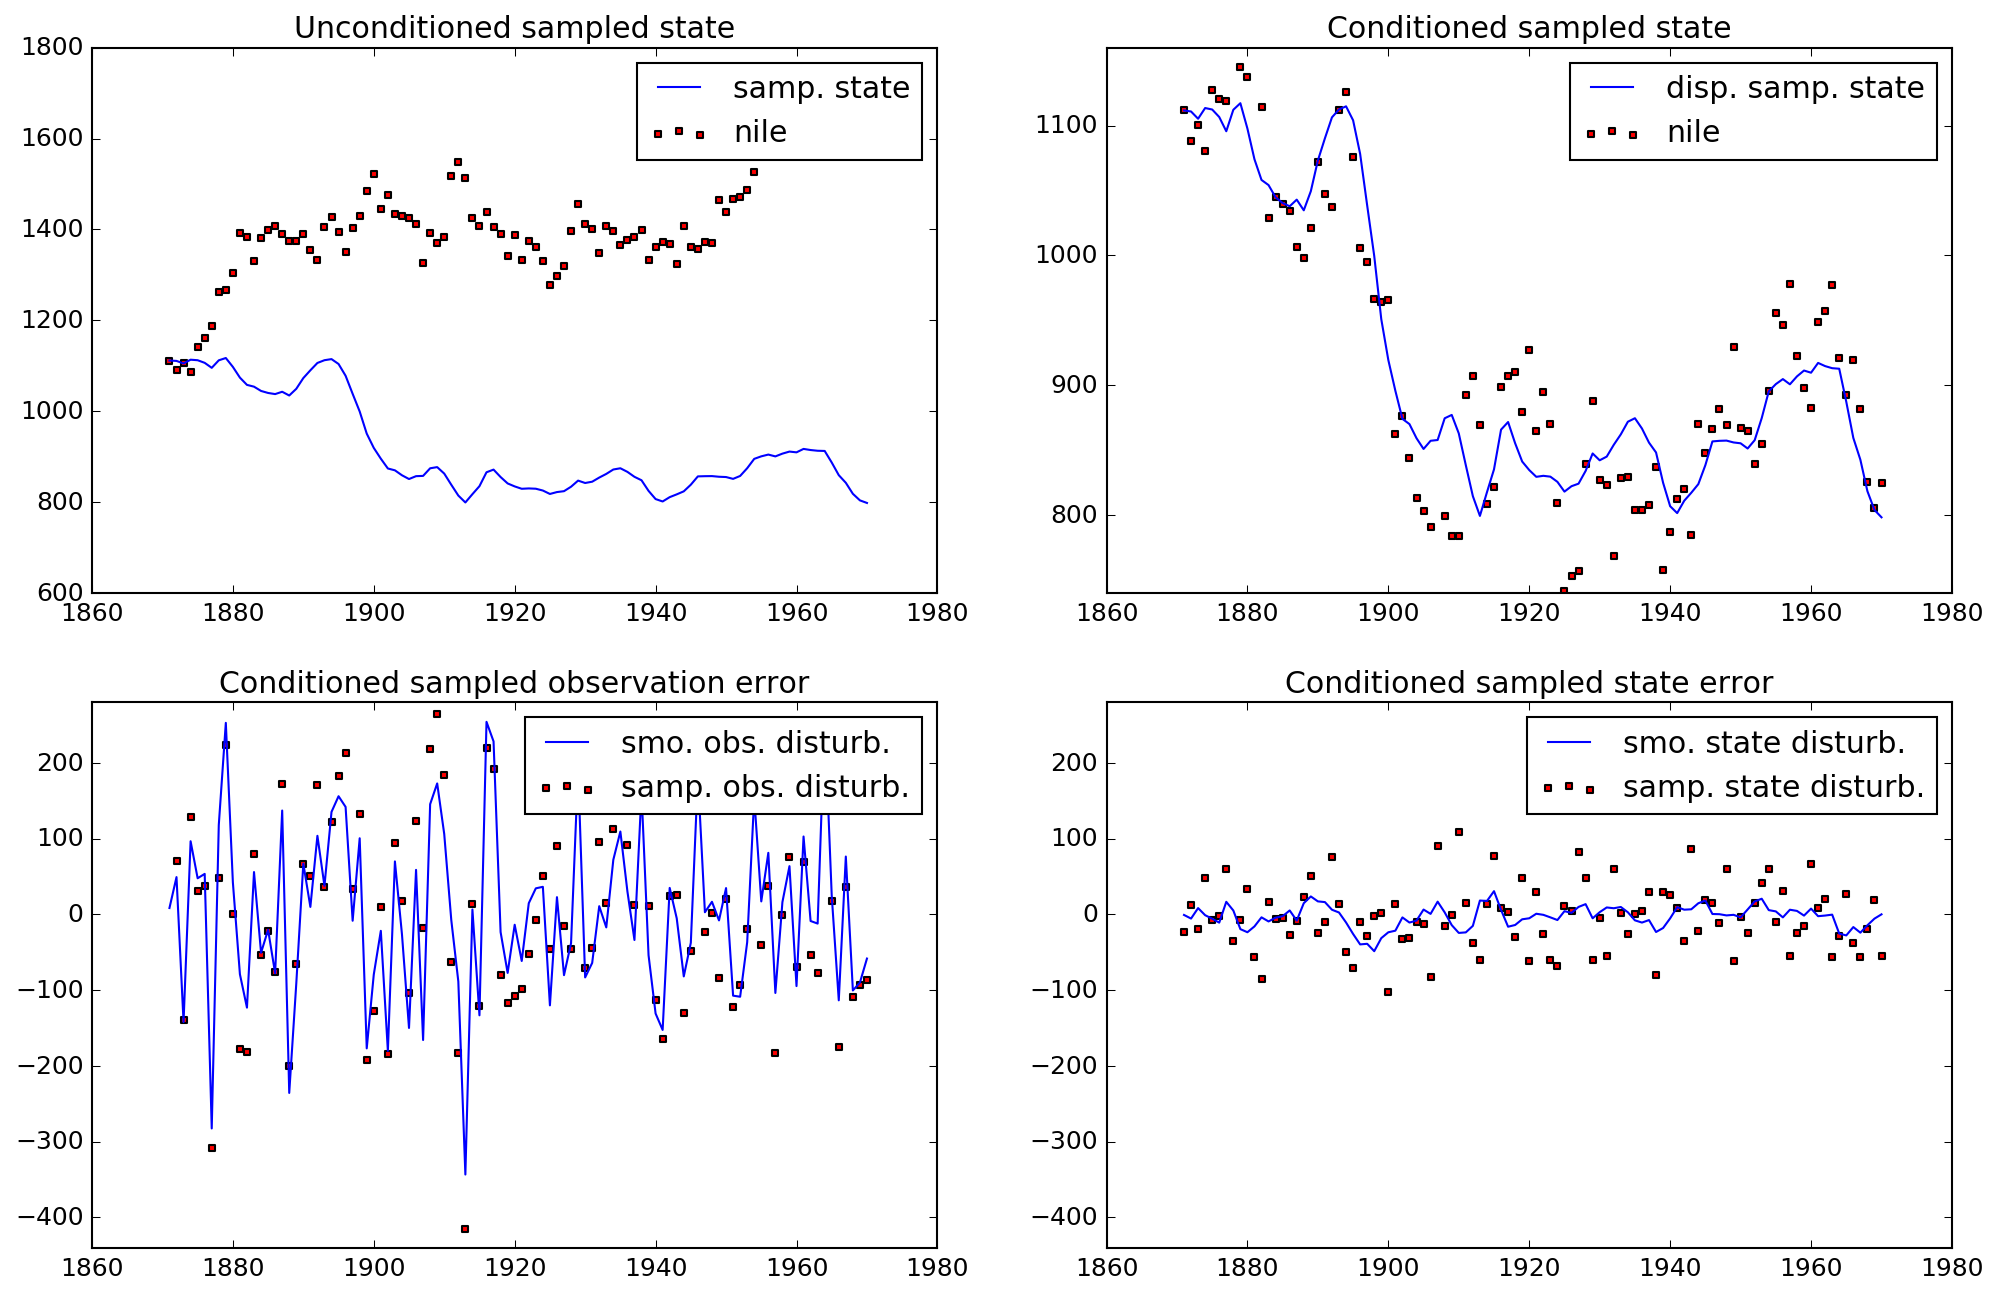 Unconditioned sampled state
1800
1600
1400
1200
1000
800
600
1860 1880 1900 1920 1940 1960 1980
samp. state
nile
Conditioned sampled state
1100
1000
900
800
1860 1880 1900 1920 1940 1960 1980
disp. samp. state
nile
Conditioned sampled observation error
200
100
0
−100
−200
−300
−400
1860 1880 1900 1920 1940 1960 1980
smo. obs. disturb.
samp. obs. disturb.
Conditioned sampled state error
200
100
0
−100
−200
−300
−400
1860 1880 1900 1920 1940 1960 1980
smo. state disturb.
samp. state disturb.